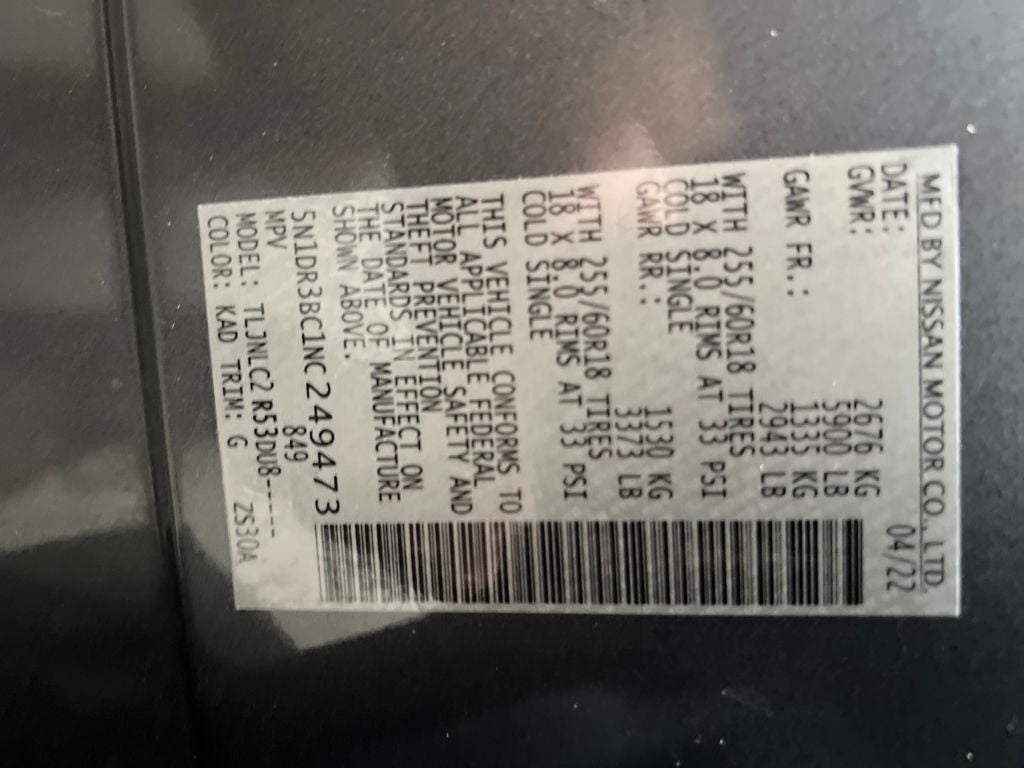 MFD BY NISSAN MOTOR CO., LTD.
DATE: 04/22
GVWR: 2676 KG
5900 LB
GAWR FR.: 1335 KG
2943 LB
WITH 255/60R18 TIRES
18 X 8.0 RIMS AT 33 PSI
COLD SINGLE
GAWR RR.: 1530 KG
3373 LB
WITH 255/60R18 TIRES
18 X 8.0 RIMS AT 33 PSI
COLD SINGLE
THIS VEHICLE CONFORMS TO
ALL APPLICABLE FEDERAL
MOTOR VEHICLE SAFETY AND
THEFT PREVENTION
STANDARDS IN EFFECT ON
THE DATE OF MANUFACTURE
SHOWN ABOVE.
5N1DR3BC1NC249473
MPV 849
MODEL: TLJNLC2 R53DU8-----
COLOR: KAD TRIM: G ZS30A